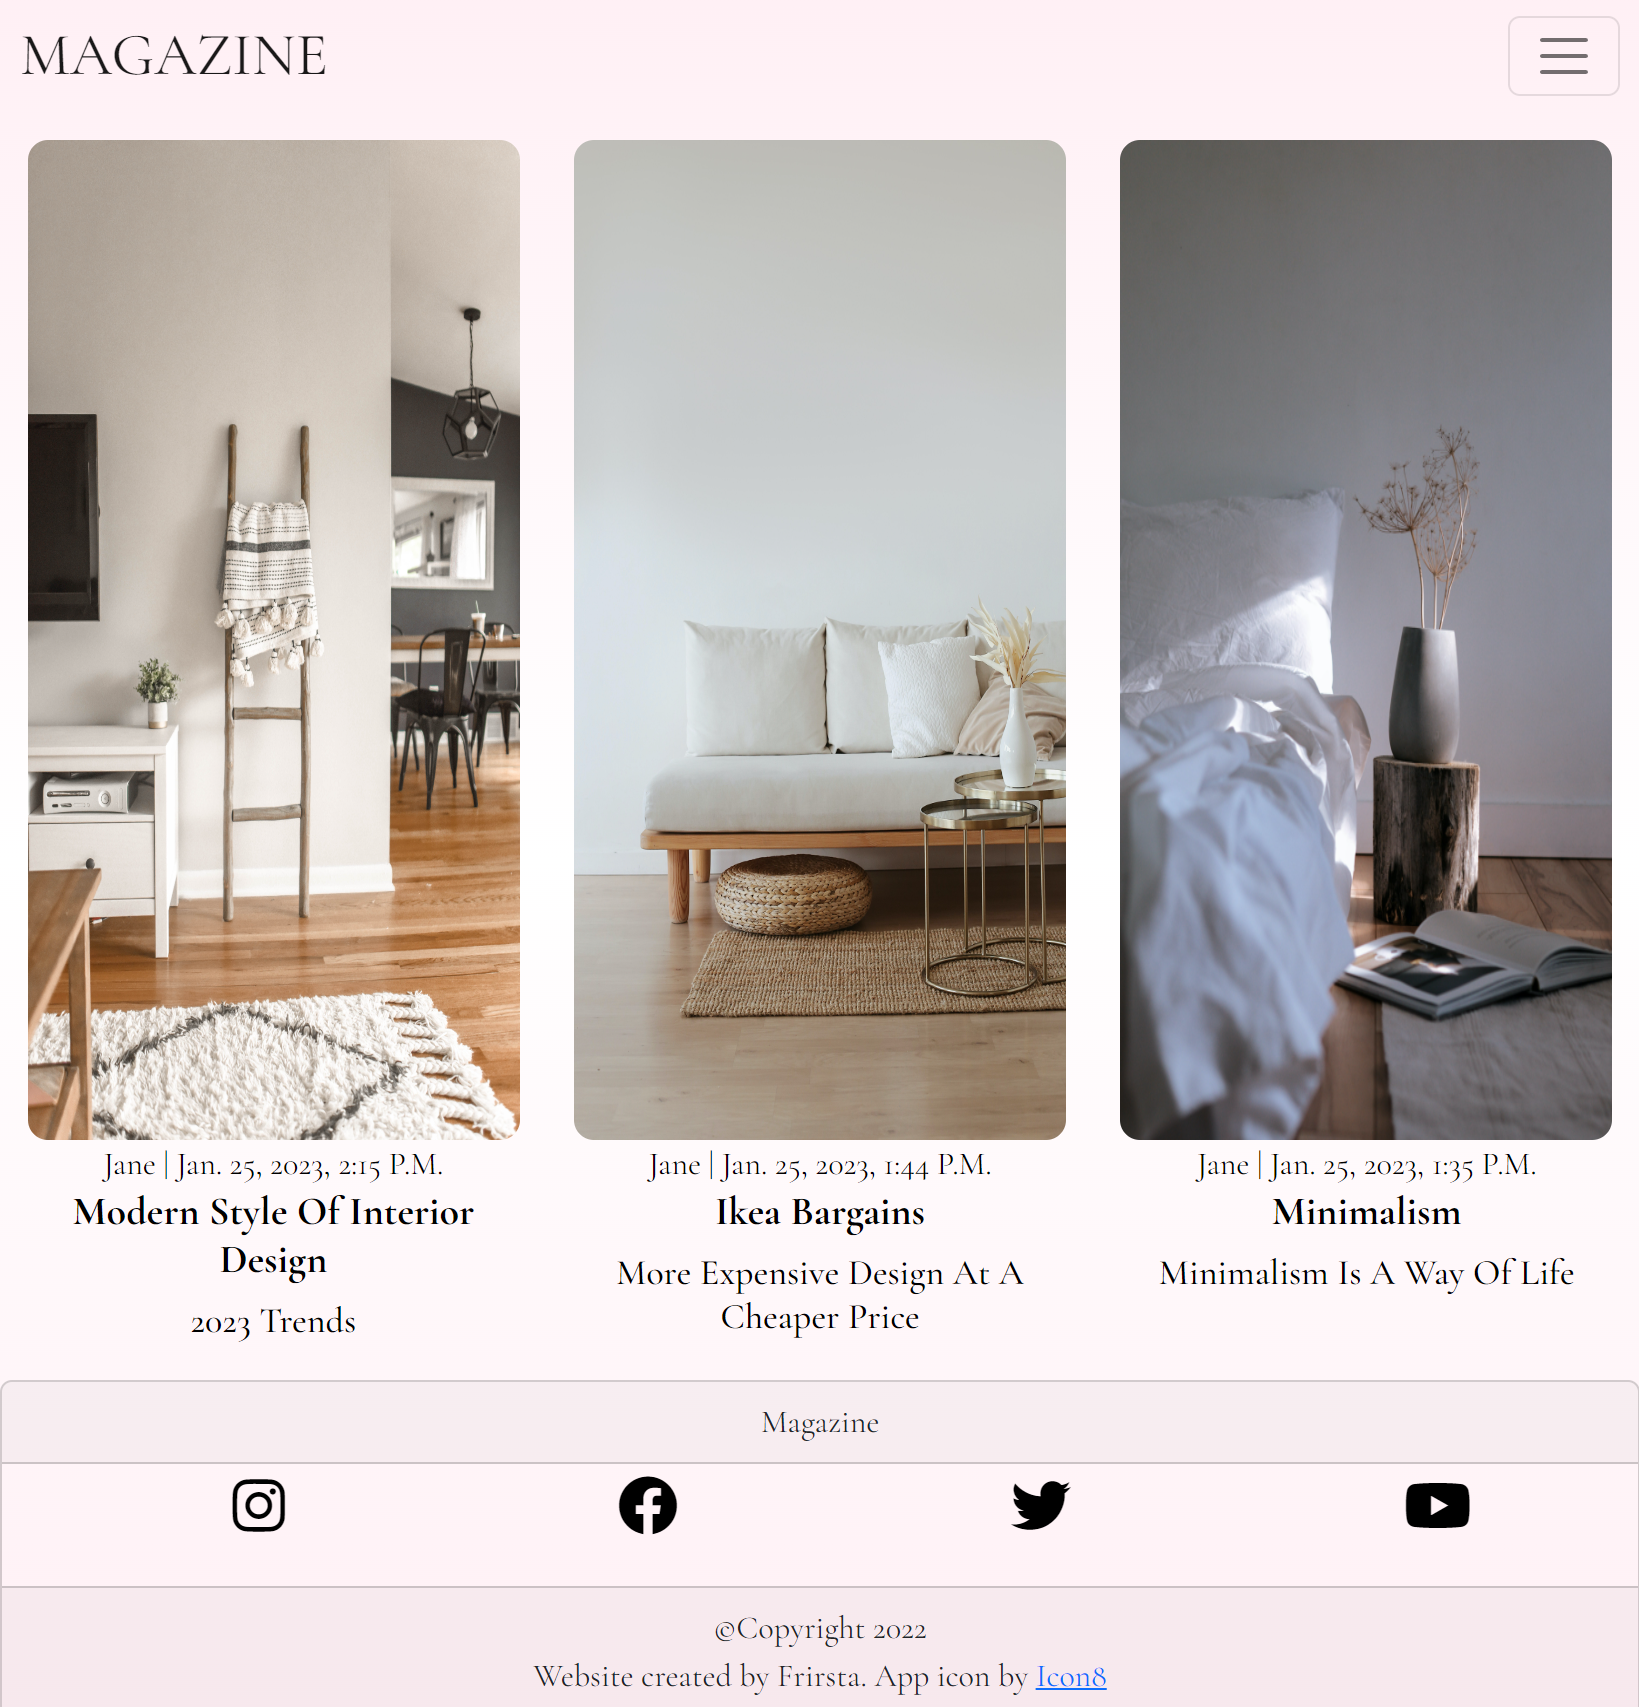 MAGAZINE
Jane | Jan. 25, 2023, 2:15 P.M.
Modern Style Of Interior
Design
2023 Trends
Jane | Jan. 25, 2023, 1:44 P.M.
Ikea Bargains
More Expensive Design At A
Cheaper Price
Jane | Jan. 25, 2023, 1:35 P.M.
Minimalism
Minimalism Is A Way Of Life
Magazine
©Copyright 2022
Website created by Frirsta. App icon by Icon8